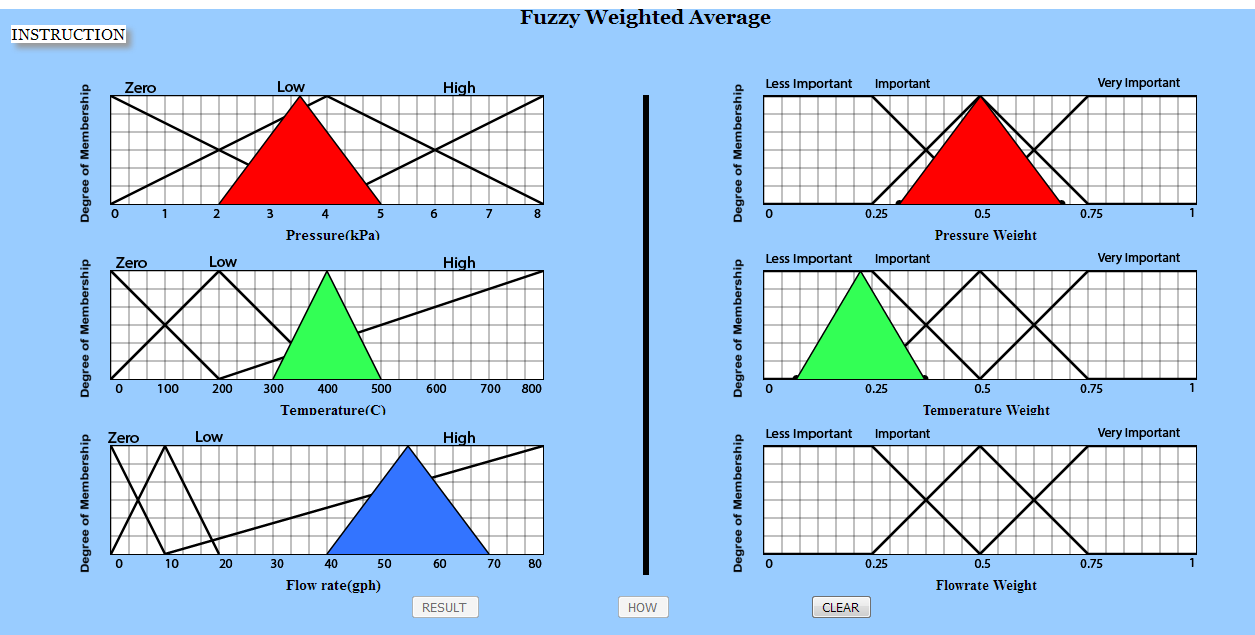 Fuzzy Weighted Average
INSTRUCTION
Zero Low High
Degree of Membership
0 1 2 3 4 5 6 7 8
Pressure(kPa)
Less Important Important Very Important
Degree of Membership
0 0.25 0.5 0.75 1
Pressure Weight
Zero Low High
Degree of Membership
0 100 200 300 400 500 600 700 800
Temperature(C)
Less Important Important Very Important
Degree of Membership
0 0.25 0.5 0.75 1
Temperature Weight
Zero Low High
Degree of Membership
0 10 20 30 40 50 60 70 80
Flow rate(gph)
Less Important Important Very Important
Degree of Membership
0 0.25 0.5 0.75 1
Flowrate Weight
RESULT HOW CLEAR